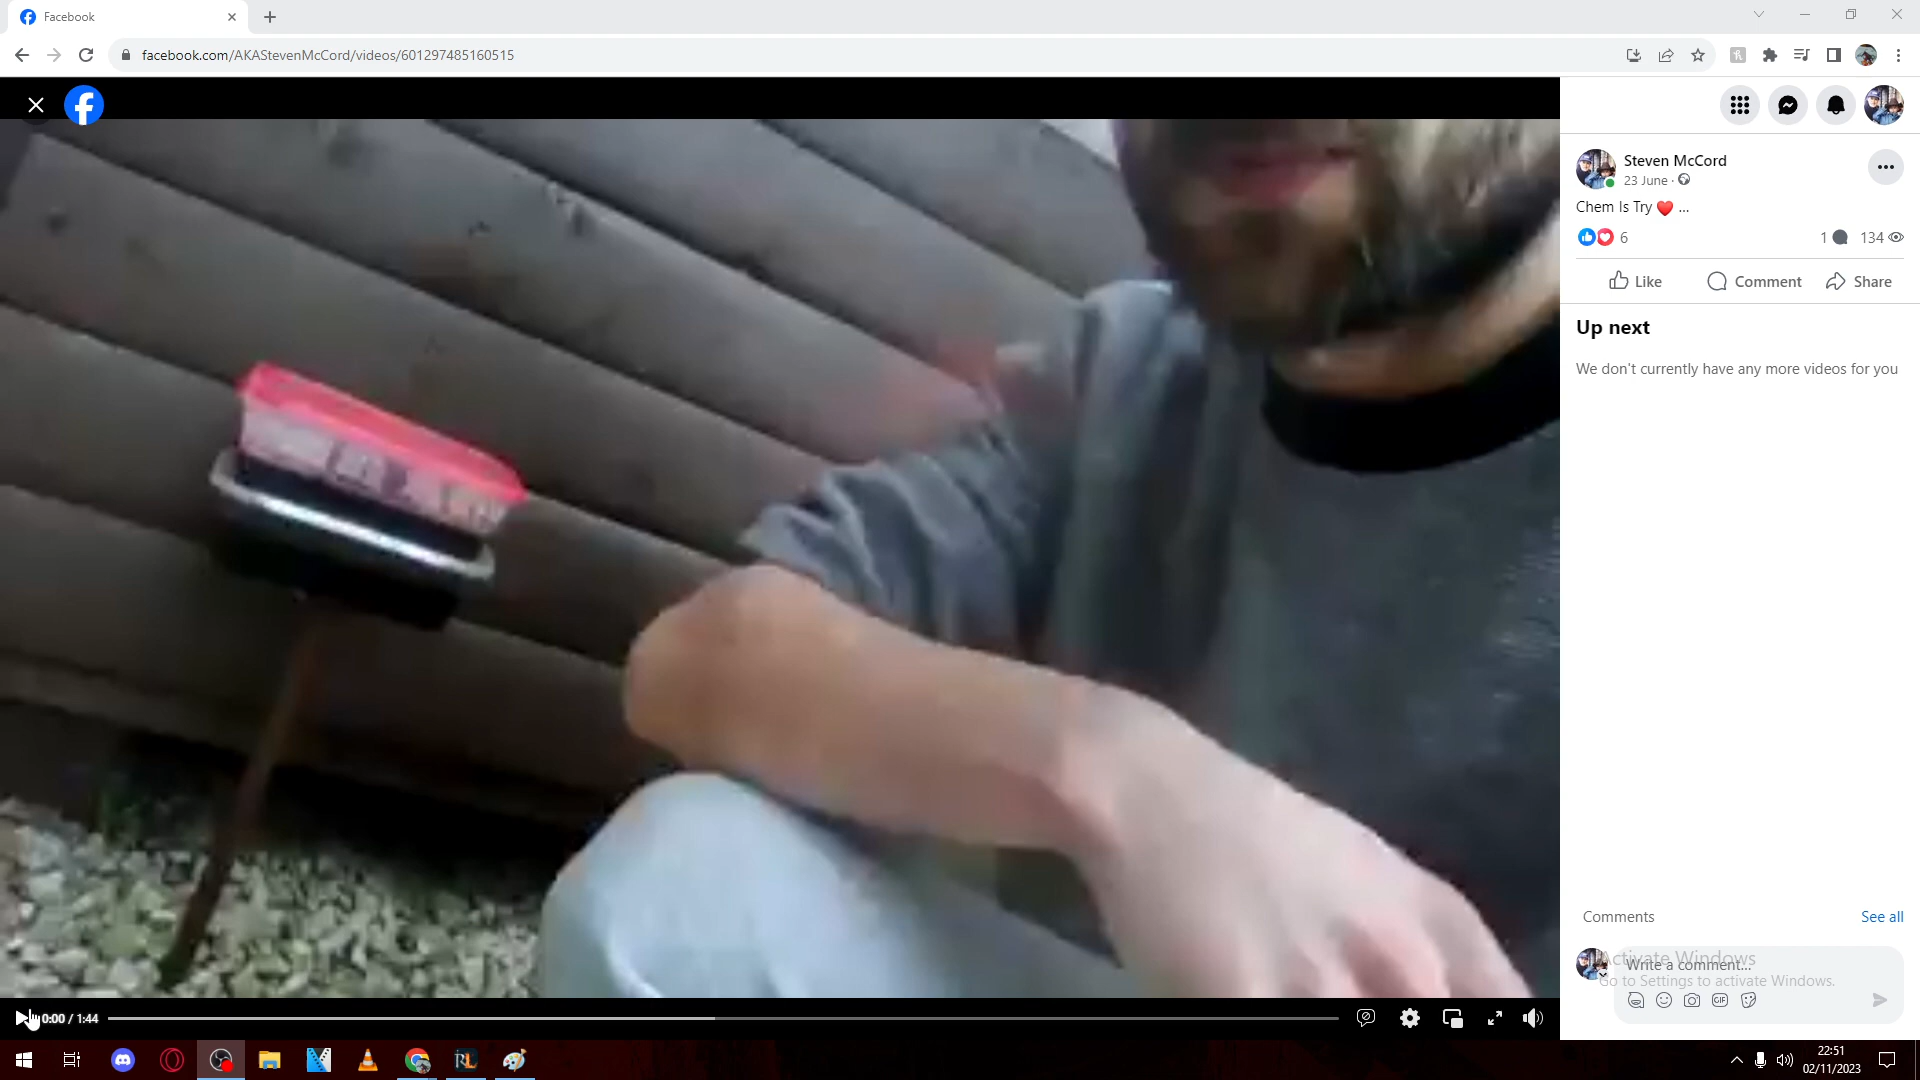 Facebook
facebook.com/AKAStevenMcCord/videos/601297485160515
Steven McCord
23 June ·
Chem Is Try ❤️ ...
6
1
134
Like
Comment
Share
Up next
We don't currently have any more videos for you
Comments
See all
Activate Windows
Write a comment...
Go to Settings to activate Windows.
GIF
0:00 / 1:44
RL
22:51
02/11/2023